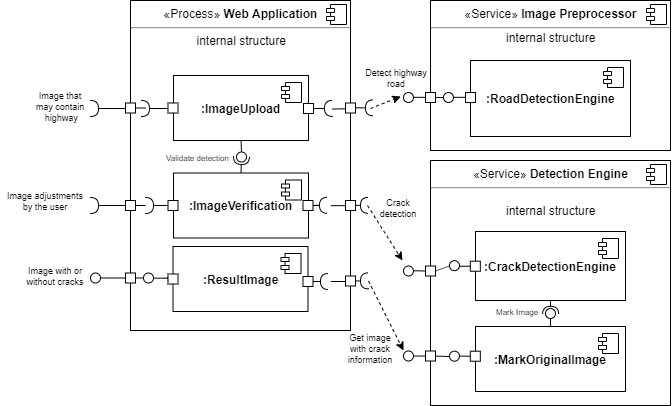 «Process» Web Application
internal structure
Image that
may contain
highway
:ImageUpload
Validate detection
Image adjustments
by the user
:ImageVerification
Image with or
without cracks
:ResultImage
Detect highway
road
Crack
detection
Get image
with crack
information
«Service» Image Preprocessor
internal structure
:RoadDetectionEngine
«Service» Detection Engine
internal structure
:CrackDetectionEngine
Mark Image
:MarkOriginalImage